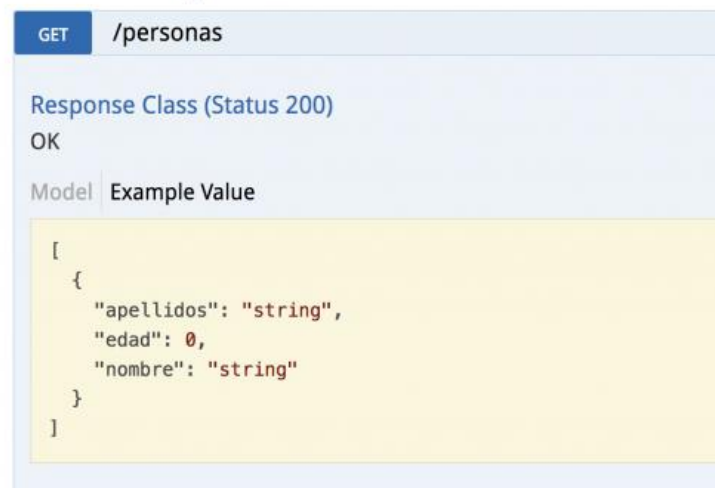 GET /personas
Response Class (Status 200)
OK
Model Example Value
[
{
"apellidos": "string",
"edad": 0,
"nombre": "string"
}
]